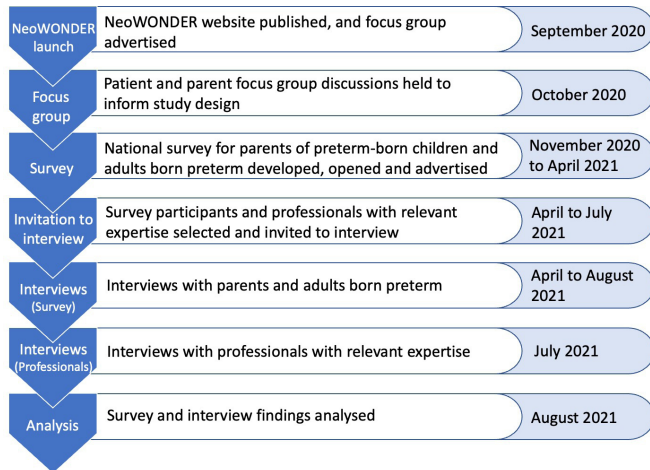 NeoWONDER
launch
NeoWONDER website published, and focus group
advertised
September 2020
Focus
group
Patient and parent focus group discussions held to
inform study design
October 2020
Survey
National survey for parents of preterm-born children and
adults born preterm developed, opened and advertised
November 2020
to April 2021
Invitation to
interview
Survey participants and professionals with relevant
expertise selected and invited to interview
April to July
2021
Interviews
(Survey)
Interviews with parents and adults born preterm
April to August
2021
Interviews
(Professionals)
Interviews with professionals with relevant expertise
July 2021
Analysis
Survey and interview findings analysed
August 2021